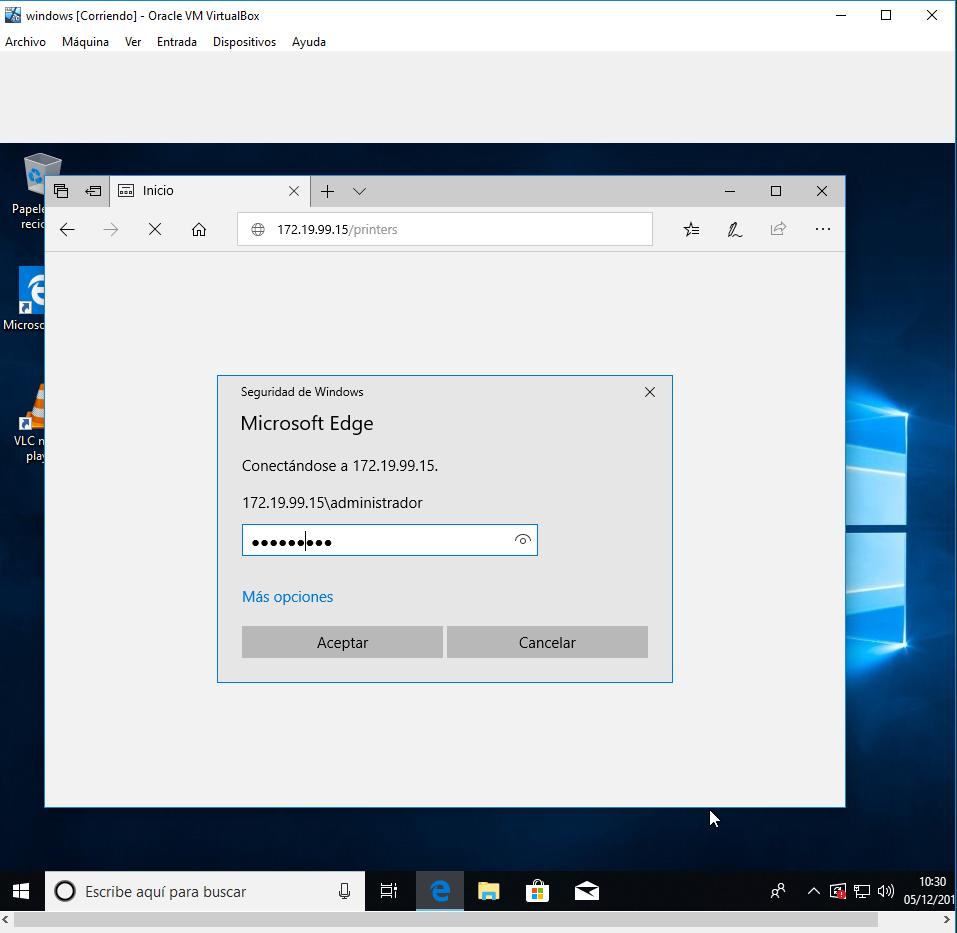 windows [Corriendo] - Oracle VM VirtualBox
Archivo Máquina Ver Entrada Dispositivos Ayuda
Inicio
172.19.99.15/printers
Papele
recic
Microso
VLC m
play
Seguridad de Windows
Microsoft Edge
Conectándose a 172.19.99.15.
172.19.99.15\administrador
●●●●●●●●●
Más opciones
Aceptar Cancelar
Escribe aquí para buscar
10:30
05/12/201